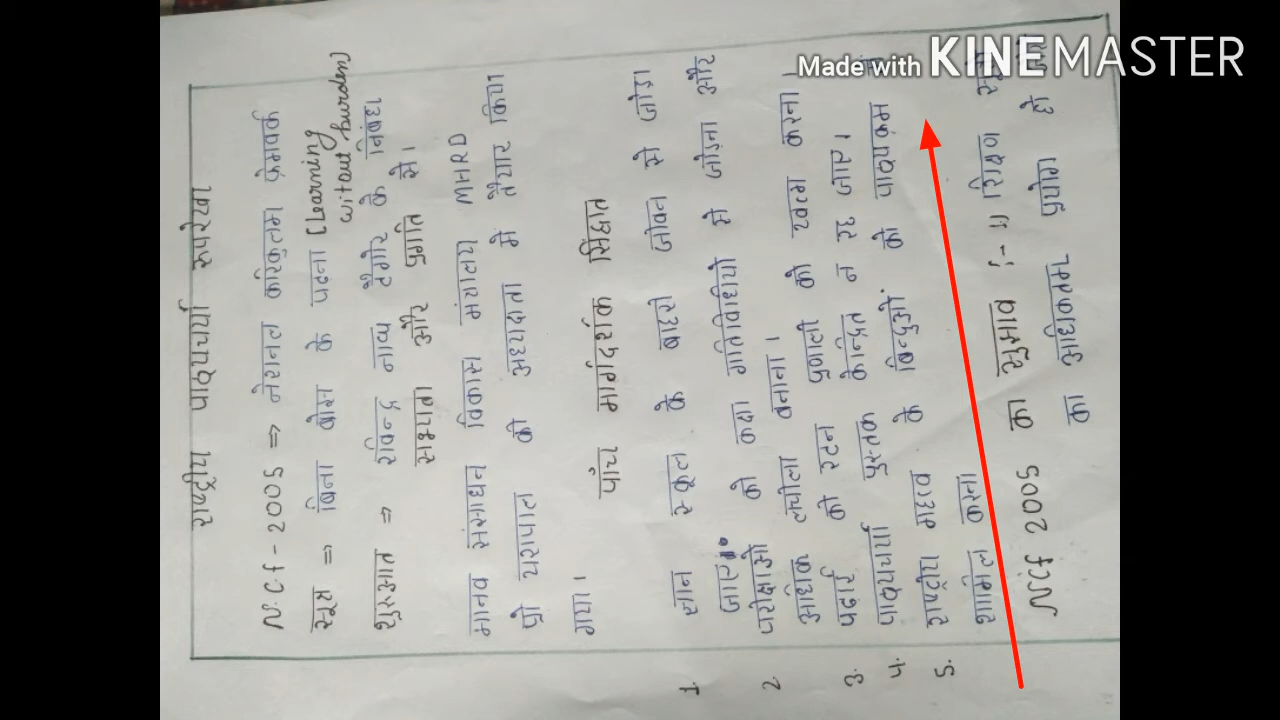 राष्ट्रीय पाठ्यचर्या रूपरेखा
N.Cf - 2005 ⇒ नेशनल करिकुलम फ्रेमवर्क
सूत्र ⇒ बिना बोझ के पढ़ना (Learning without burden)
शुरुआत ⇒ रविन्द्र नाथ टैगोर के निबंध
सभ्यता और प्रगति से।
मानव संसाधन विकास मंत्रालय MHRD
प्रो यशपाल की अध्यक्षता में तैयार किया
गया।
पांच मार्गदर्शक सिद्धांत
1. ज्ञान स्कूल के बाहरी जीवन से जोड़ा
जाए।
2. परीक्षाओ को कक्षा गतिविधीयो से जोड़ना और
अधिक लचीला बनाना।
3. पढाई को रटन प्रणाली को खत्म करना।
4. पाठ्यचर्या पुस्तक केन्द्रित न रह जाए।
5. राष्ट्रीय महत्व के बिन्दुओ को पाठ्यक्रम में
शामील करना
NCf 2005 का सुझाव :- 1) शिक्षण
का अधिकतम प्रयोग हो
Made with KINEMASTER